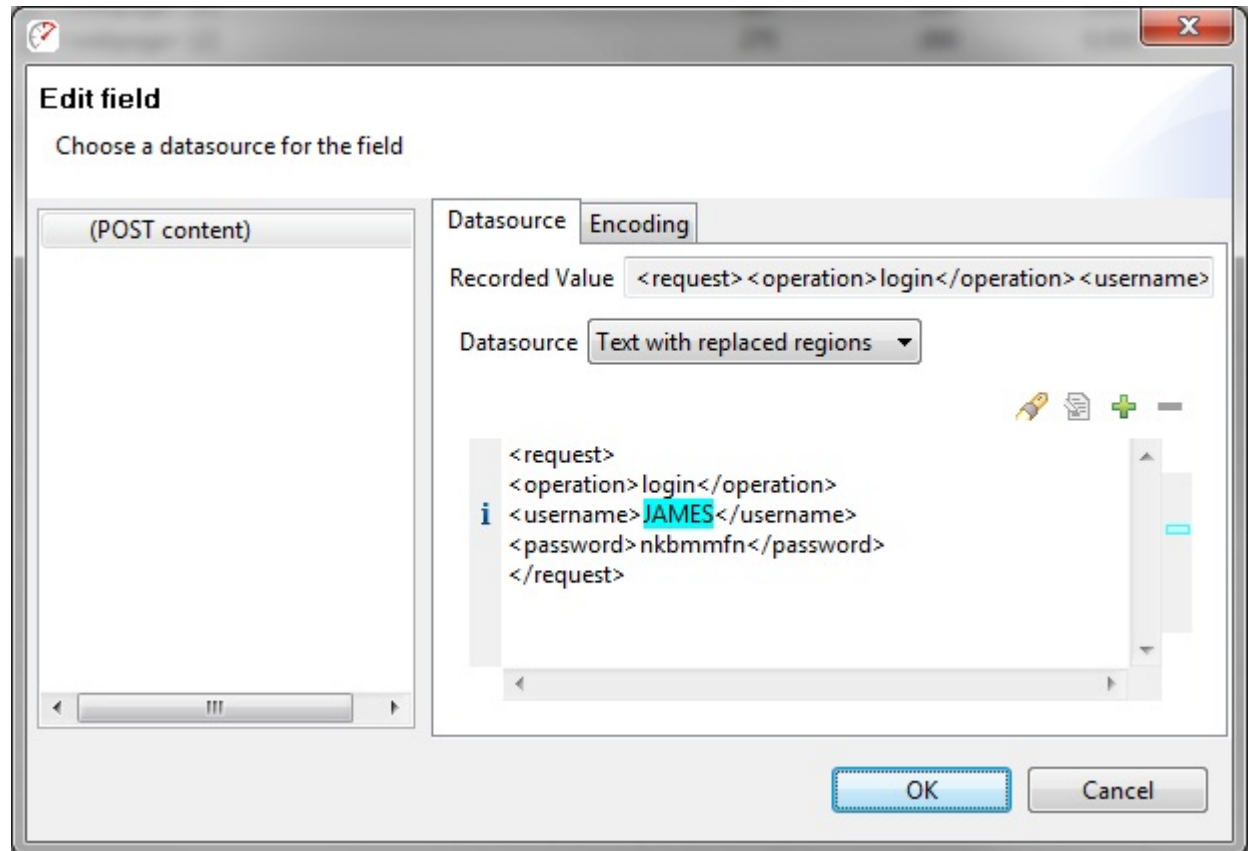 Edit field
Choose a datasource for the field
(POST content)
Datasource
Encoding
Recorded Value <request><operation>login</operation><username>
Datasource Text with replaced regions
<request>
<operation>login</operation>
i <username>JAMES</username>
<password>nkbmmfn</password>
</request>
OK
Cancel